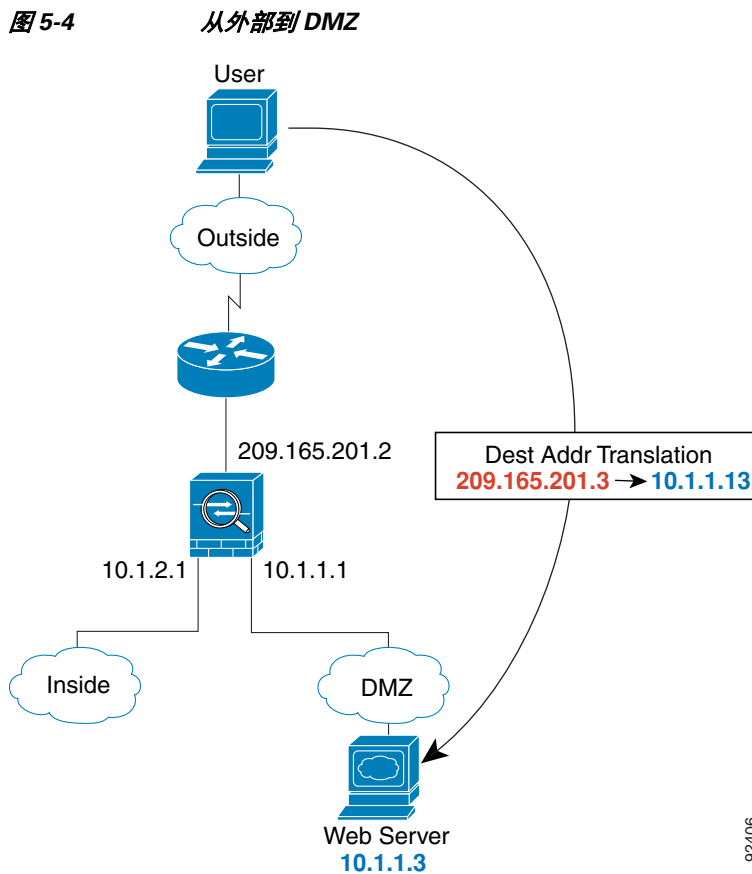 图 5-4 从外部到 DMZ
User
Outside
209.165.201.2
Dest Addr Translation
209.165.201.3 → 10.1.1.13
10.1.2.1
10.1.1.1
Inside
DMZ
Web Server
10.1.1.3
92406